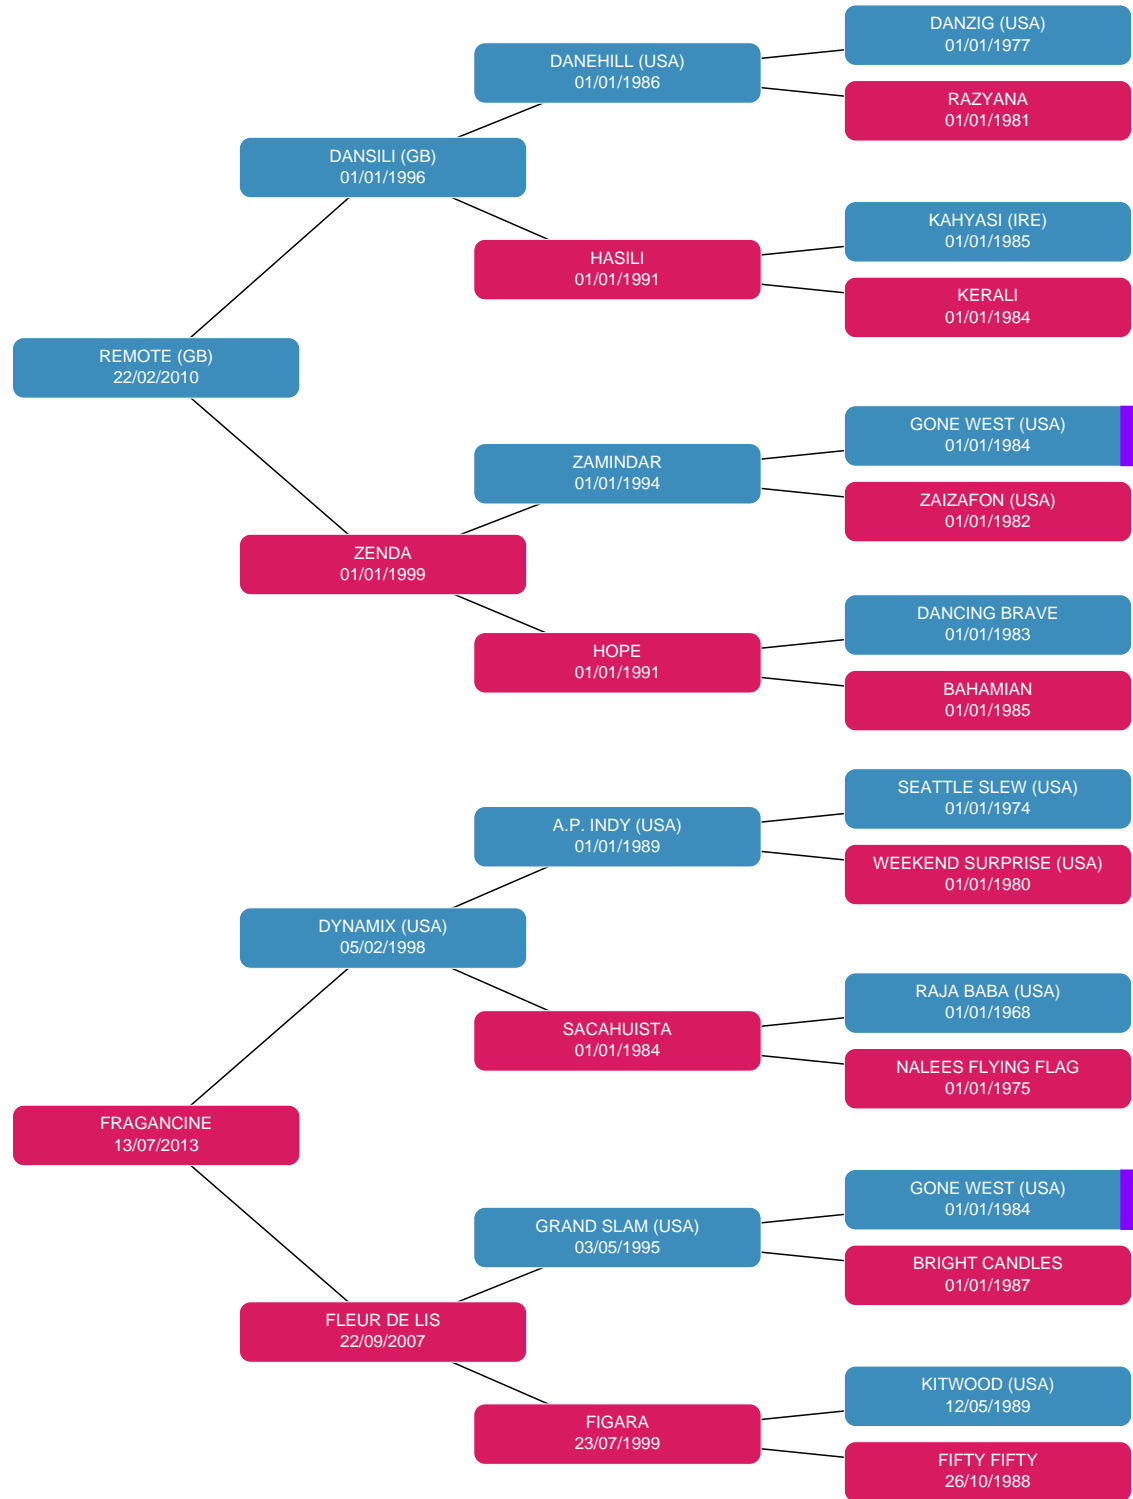 DANZIG (USA)
01/01/1977
DANEHILL (USA)
01/01/1986
RAZYANA
01/01/1981
DANSILI (GB)
01/01/1996
KAHYASI (IRE)
01/01/1985
HASILI
01/01/1991
KERALI
01/01/1984
REMOTE (GB)
22/02/2010
GONE WEST (USA)
01/01/1984
ZAMINDAR
01/01/1994
ZAIZAFON (USA)
01/01/1982
ZENDA
01/01/1999
DANCING BRAVE
01/01/1983
HOPE
01/01/1991
BAHAMIAN
01/01/1985
SEATTLE SLEW (USA)
01/01/1974
A.P. INDY (USA)
01/01/1989
WEEKEND SURPRISE (USA)
01/01/1980
DYNAMIX (USA)
05/02/1998
RAJA BABA (USA)
01/01/1968
SACAHUISTA
01/01/1984
NALEES FLYING FLAG
01/01/1975
FRAGANCINE
13/07/2013
GONE WEST (USA)
01/01/1984
GRAND SLAM (USA)
03/05/1995
BRIGHT CANDLES
01/01/1987
FLEUR DE LIS
22/09/2007
KITWOOD (USA)
12/05/1989
FIGARA
23/07/1999
FIFTY FIFTY
26/10/1988